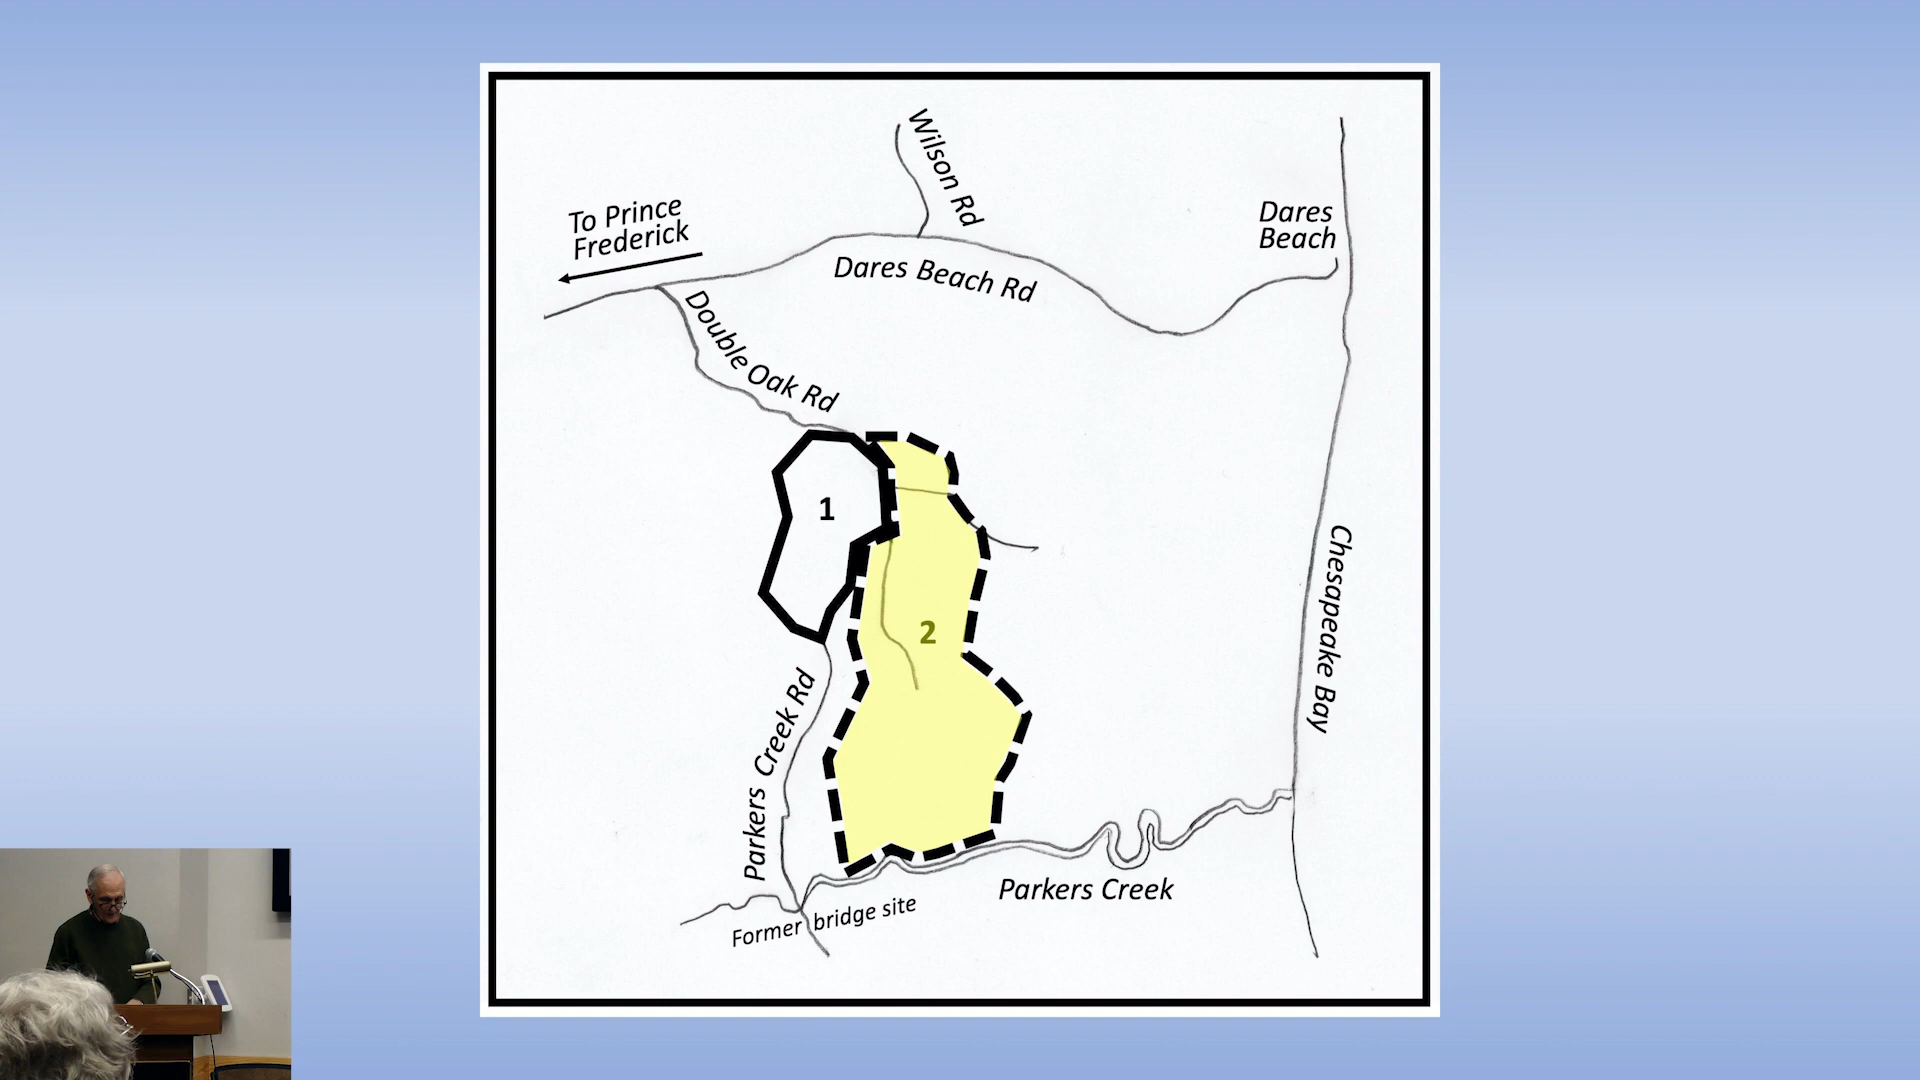 Wilson Rd
To Prince
Frederick
Dares
Beach
Dares Beach Rd
Double Oak Rd
1
2
Chesapeake Bay
Parkers Creek Rd
Parkers Creek
Former bridge site